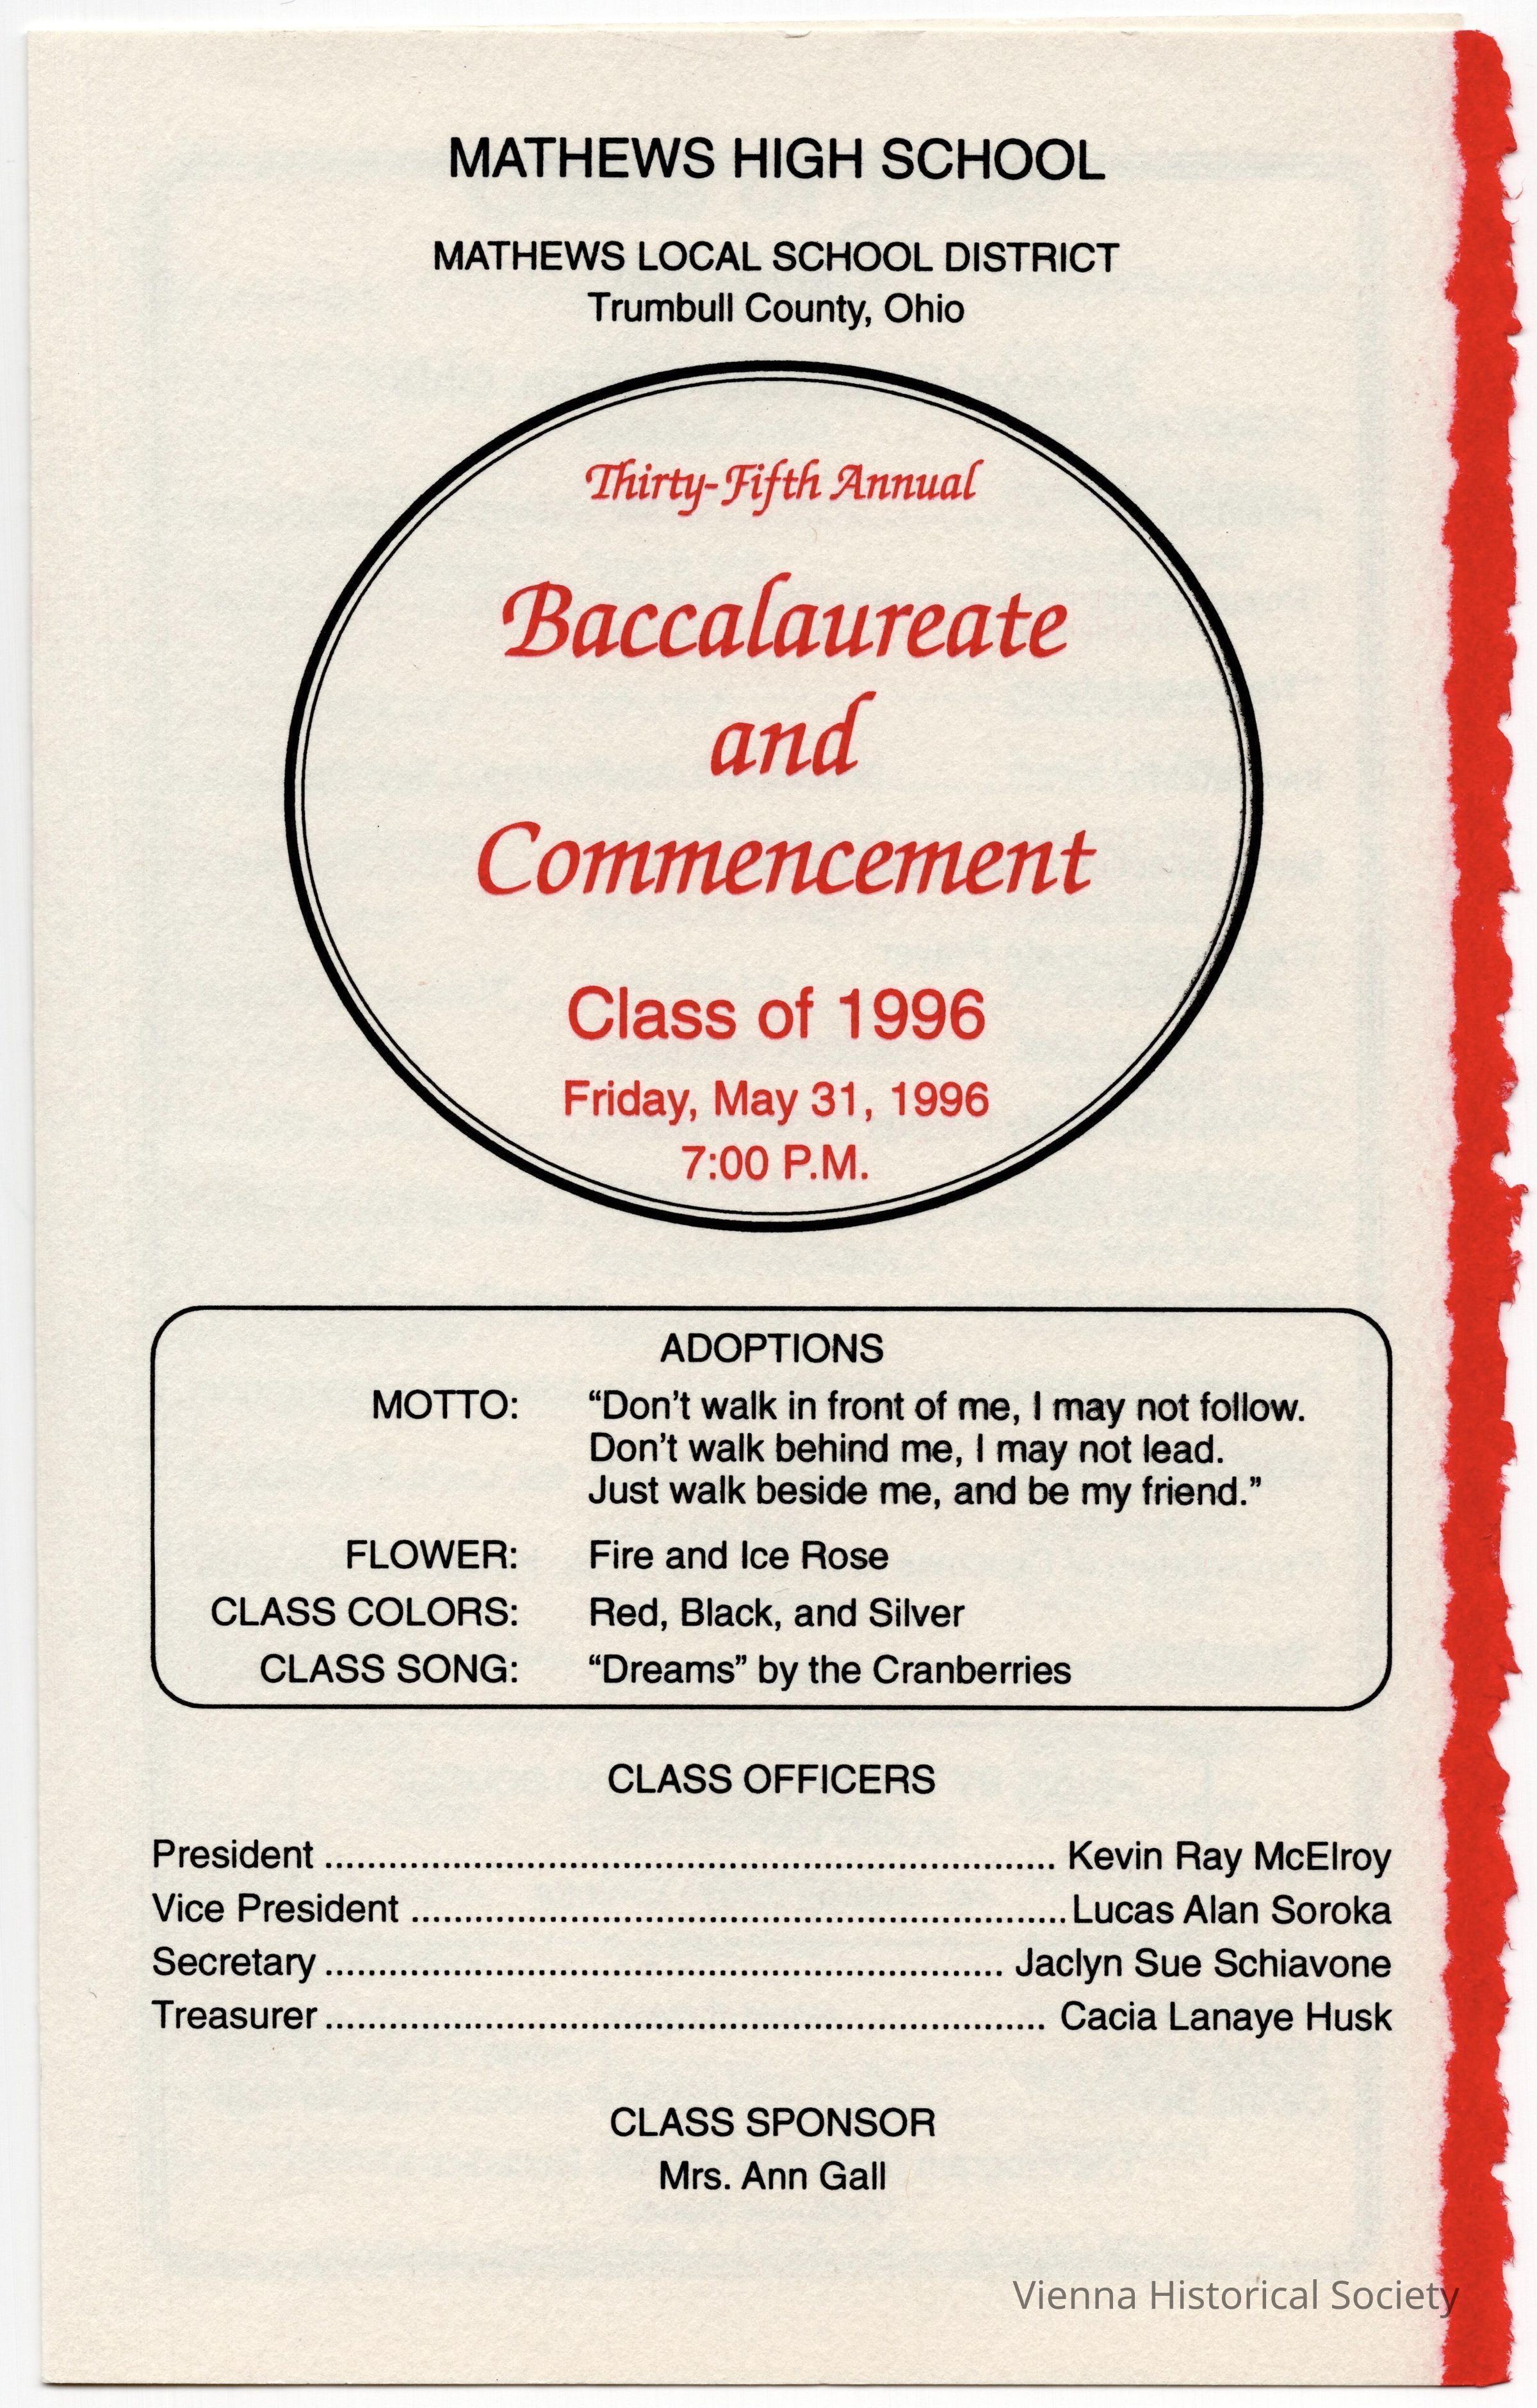 MATHEWS HIGH SCHOOL
MATHEWS LOCAL SCHOOL DISTRICT
Trumbull County, Ohio
Thirty-Fifth Annual
Baccalaureate
and
Commencement
Class of 1996
Friday, May 31, 1996
7:00 P.M.
ADOPTIONS
MOTTO: “Don’t walk in front of me, I may not follow.
Don’t walk behind me, I may not lead.
Just walk beside me, and be my friend.”
FLOWER: Fire and Ice Rose
CLASS COLORS: Red, Black, and Silver
CLASS SONG: “Dreams” by the Cranberries
CLASS OFFICERS
President ..................................................................... Kevin Ray McElroy
Vice President .............................................................. Lucas Alan Soroka
Secretary ................................................................ Jaclyn Sue Schiavone
Treasurer .................................................................... Cacia Lanaye Husk
CLASS SPONSOR
Mrs. Ann Gall
Vienna Historical Society